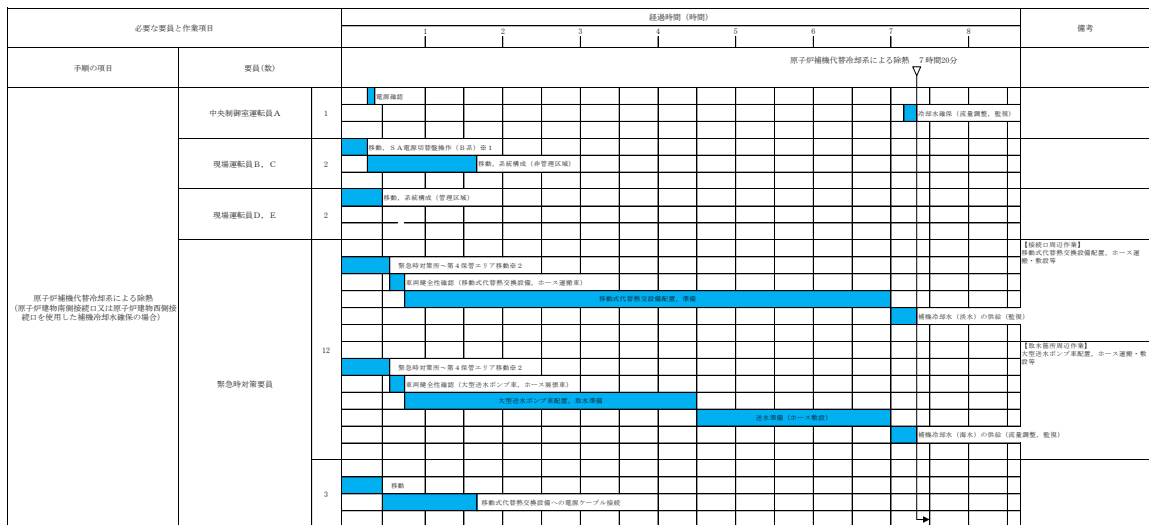 必要な要員と作業項目
経過時間（時間）
備考
1 2 3 4 5 6 7 8
手順の項目
要員(数)
原子炉補機代替冷却系による除熱　７時間20分
原子炉補機代替冷却系による除熱
（原子炉建物南側接続口又は原子炉建物西側接
続口を使用した補機冷却水確保の場合）
中央制御室運転員Ａ
1
電源確認
冷却水確保（流量調整，監視）
現場運転員Ｂ，Ｃ
2
移動，ＳＡ電源切替盤操作（Ｂ系）※１
移動，系統構成（非管理区域）
現場運転員Ｄ，Ｅ
2
移動，系統構成（管理区域）
緊急時対策要員
12
緊急時対策所～第４保管エリア移動※２
車両健全性確認（移動式代替熱交換設備，ホース運搬車）
移動式代替熱交設備配置，準備
補機冷却水（淡水）の供給（監視）
【接続口周辺作業】
移動式代替熱交換設備配置，ホース運
搬・敷設等
緊急時対策所～第４保管エリア移動※２
車両健全性確認（大型送水ポンプ車，ホース展張車）
大型送水ポンプ車配置，取水準備
送水準備（ホース敷設）
補機冷却水（海水）の供給（流量調整，監視）
【取水箇所周辺作業】
大型送水ポンプ車配置，ホース運搬・敷
設等
3
移動
移動式代替熱交換設備への電源ケーブル接続